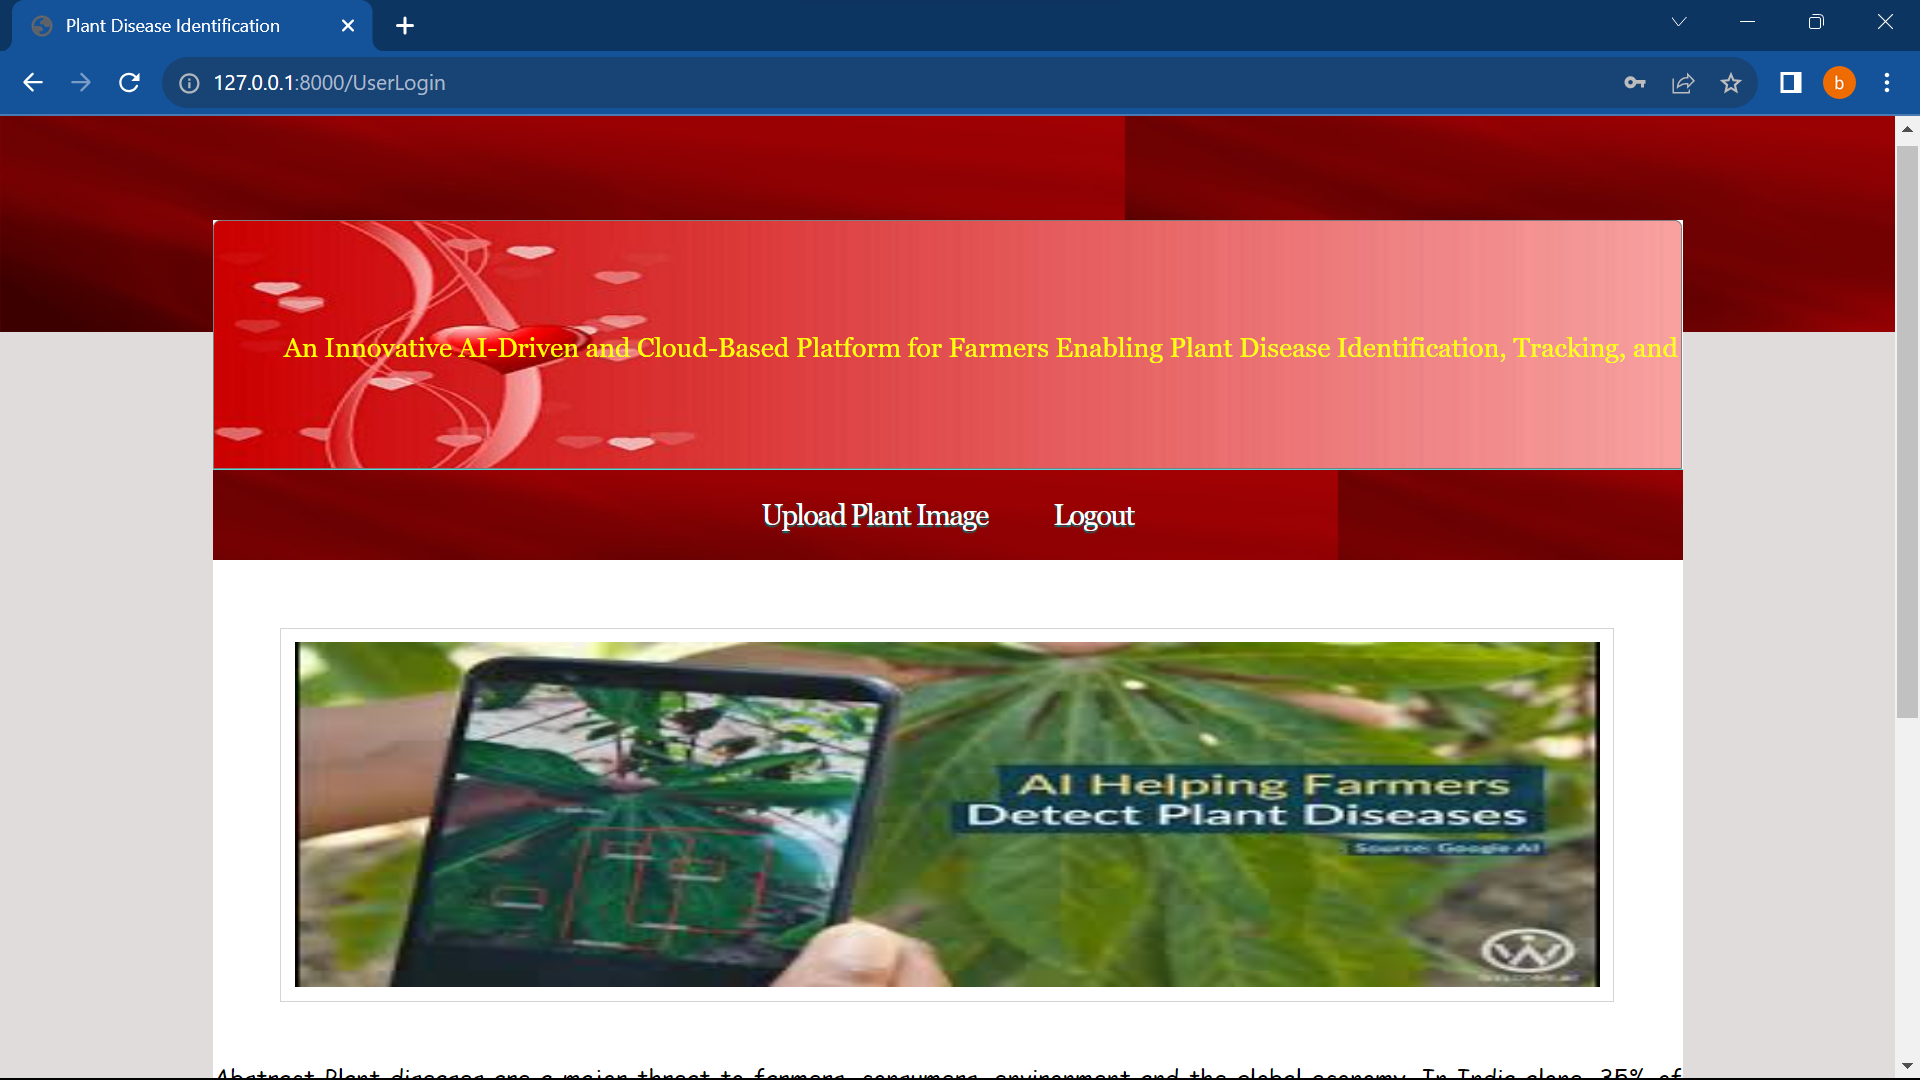 Plant Disease Identification
127.0.0.1:8000/UserLogin
b
An Innovative AI-Driven and Cloud-Based Platform for Farmers Enabling Plant Disease Identification, Tracking, and
Upload Plant Image Logout
AI Helping Farmers
Detect Plant Diseases
Source: Google AI
Abstract Plant diseases are a major threat to farmers, consumers, environment and the global economy. In India alone, 35% of